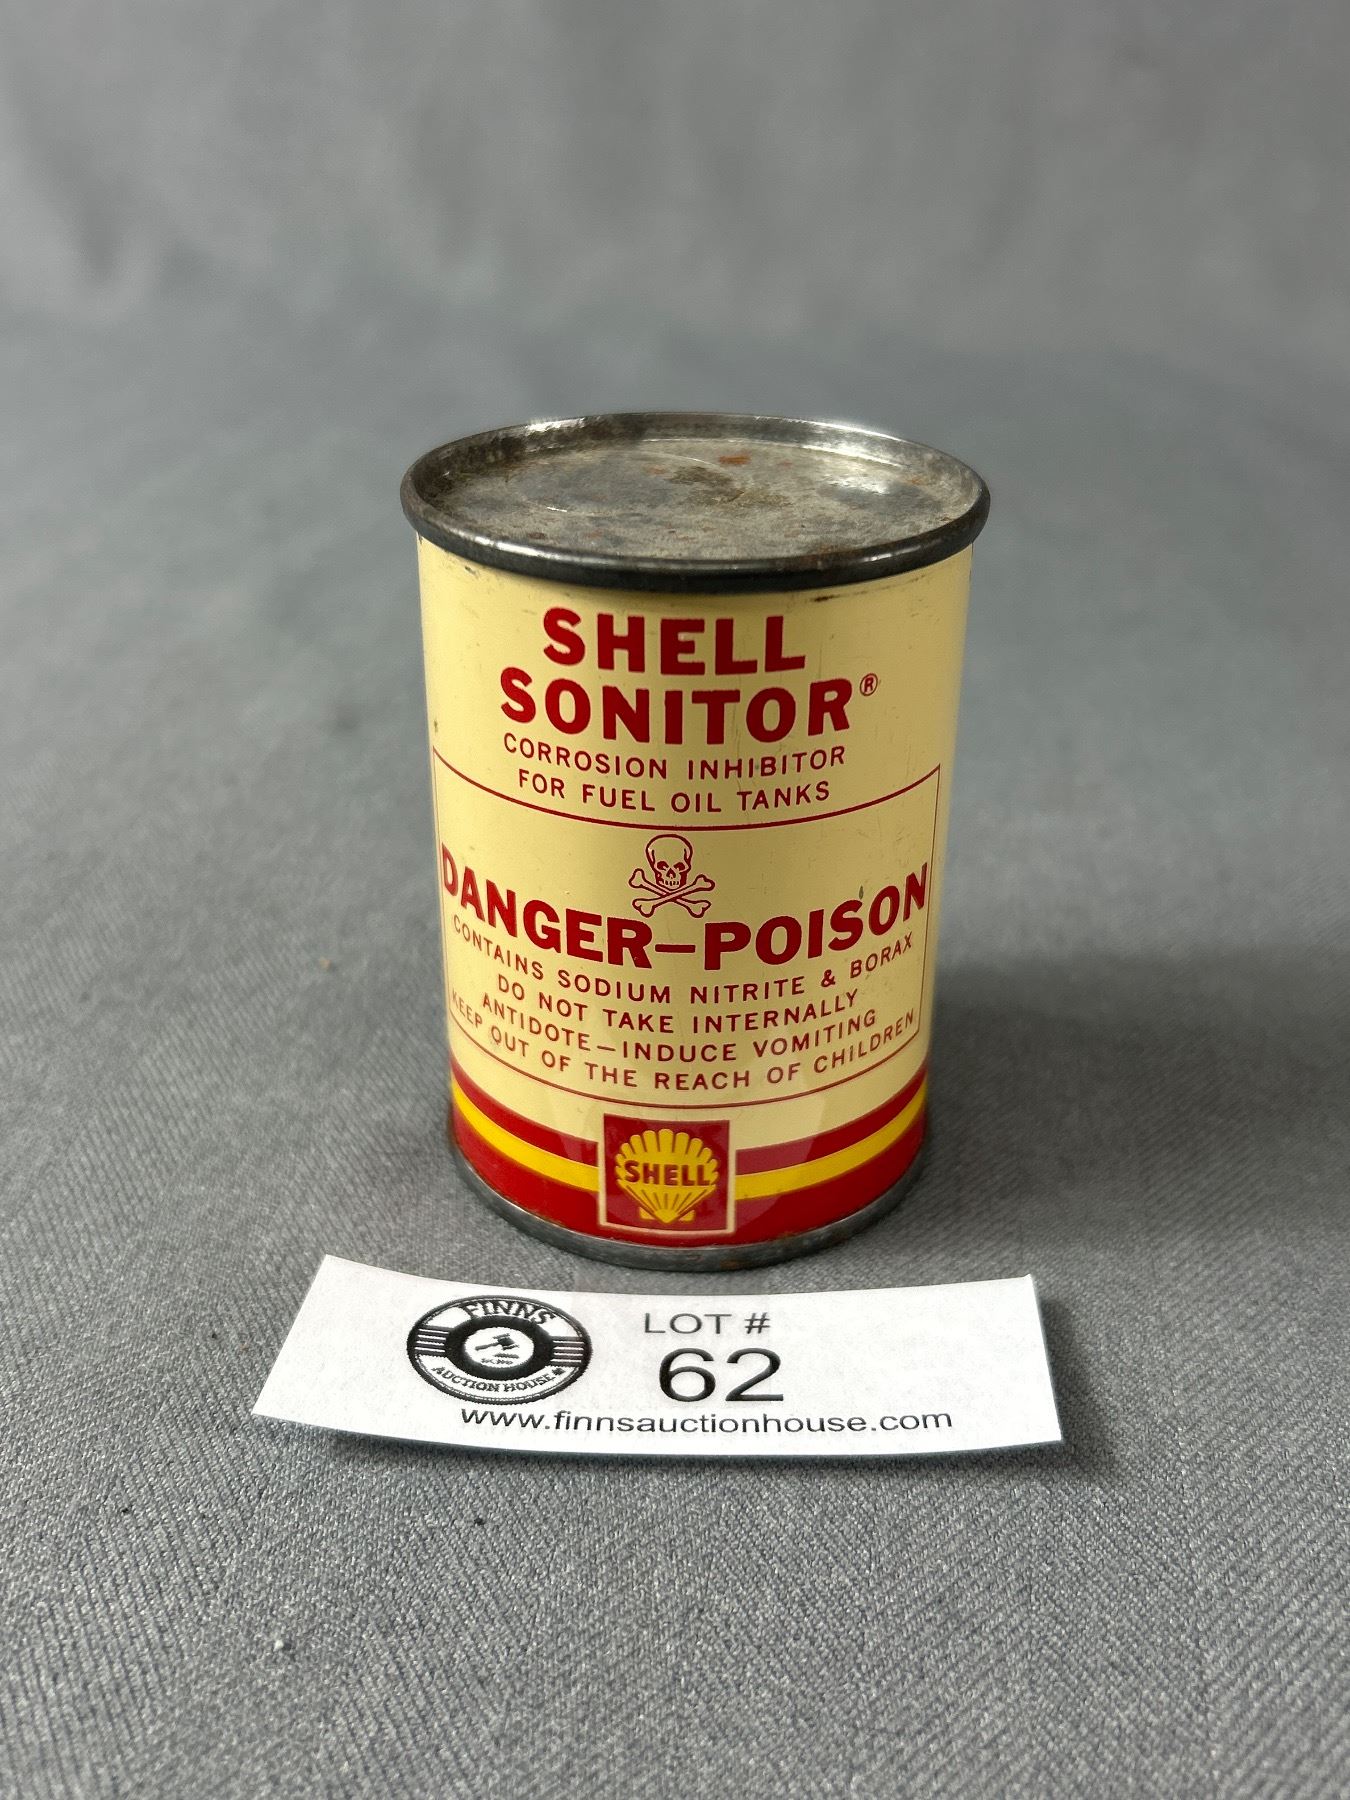 SHELL
SONITOR®
CORROSION INHIBITOR
FOR FUEL OIL TANKS
DANGER–POISON
CONTAINS SODIUM NITRITE & BORAX
DO NOT TAKE INTERNALLY
ANTIDOTE–INDUCE VOMITING
KEEP OUT OF THE REACH OF CHILDREN
SHELL
FINNS
AUCTION HOUSE
LOT #
62
www.finnsauctionhouse.com